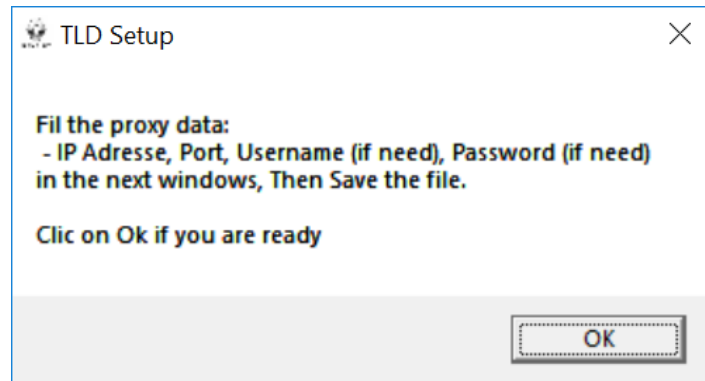 TLD Setup
Fil the proxy data:
- IP Adresse, Port, Username (if need), Password (if need)
in the next windows, Then Save the file.
Clic on Ok if you are ready
OK